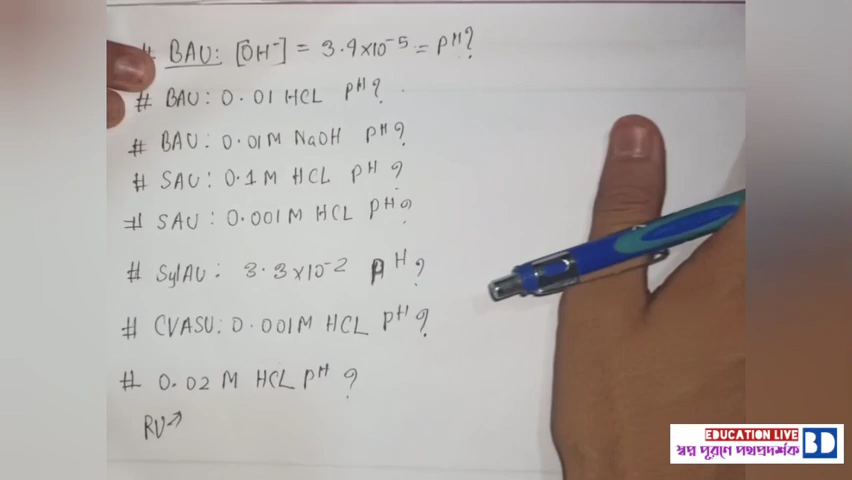 # BAU: [OH⁻] = 3.9×10⁻⁵ = pH?
# BAU: 0.01 HCL pH?
# BAU: 0.01M NaOH pH?
# SAU: 0.1M HCL pH?
# SAU: 0.001M HCL pH?
# SylAU: 3.3×10⁻² pH?
# CVASU: 0.001M HCL pH?
# 0.02 M HCL pH?
RU→
EDUCATION LIVE
স্বপ্ন পূরণে পথপ্রদর্শক BD